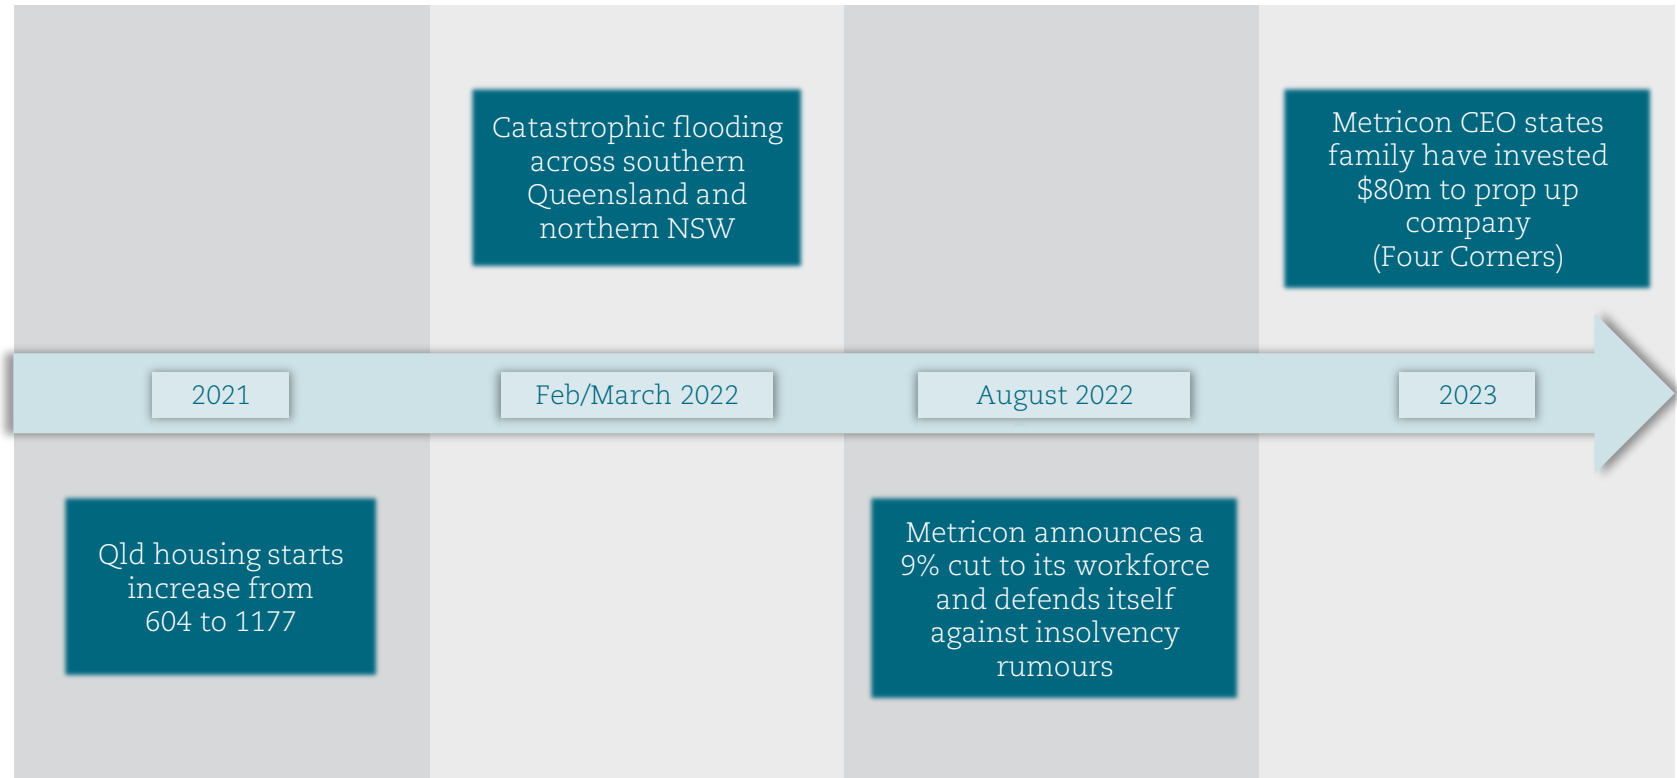 Catastrophic flooding
across southern
Queensland and
northern NSW
Metricon CEO states
family have invested
$80m to prop up
company
(Four Corners)
2021
Feb/March 2022
August 2022
2023
Qld housing starts
increase from
604 to 1177
Metricon announces a
9% cut to its workforce
and defends itself
against insolvency
rumours